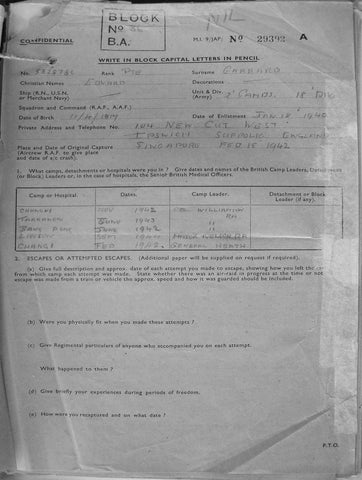 BLOCK
No 86
B.A.
NIL
CONFIDENTIAL
M.I. 9/JAP/ No 29392 A
WRITE IN BLOCK CAPITAL LETTERS IN PENCIL
No. Rank PTE Surname GARRARD
Christian Names EDWARD Decorations
Ship (R.N., U.S.N. or Merchant Navy) Unit & Div. (Army) 18 DIV
Squadron and Command (R.A.F., A.A.F.)
Date of Birth Date of Enlistment JAN 18 1940
Private Address and Telephone No. 104 NEW CUT WEST
IPSWICH SUFFOLK ENGLAND
Place and Date of Original Capture SINGAPORE FEB 15 1942
(Aircrew R.A.F. to give place
and date of a/c crash).
1. What camps, detachments or hospitals were you in ? Give dates and names of the British Camp Leaders, Detachment
(or Block) Leaders or, in case of hospitals, the Senior British Medical Officers.
Camp or Hospital. Dates. Camp Leader. Detachment or Block Leader (if any).
CHANGI 1942 COL
JUNE 1943 "
JUNE 1942 "
MAJOR
CHANGI FEB 1942 GENERAL HEATH
2. ESCAPES OR ATTEMPTED ESCAPES. (Additional paper will be supplied on request if required).
(a) Give full description and approx. date of each attempt you made to escape, showing how you left the
from which camp each attempt was made. State whether there was an air-raid in progress at the time or not
escape was made from a train or vehicle the approx. speed and how it was guarded should be included.
(b) Were you physically fit when you made these attempts ?
(c) Give Regimental particulars of anyone who accompanied you on each attempt.
What happened to them ?
(d) Give briefly your experiences during periods of freedom.
(e) How were you recaptured and on what date ?
P.T.O.